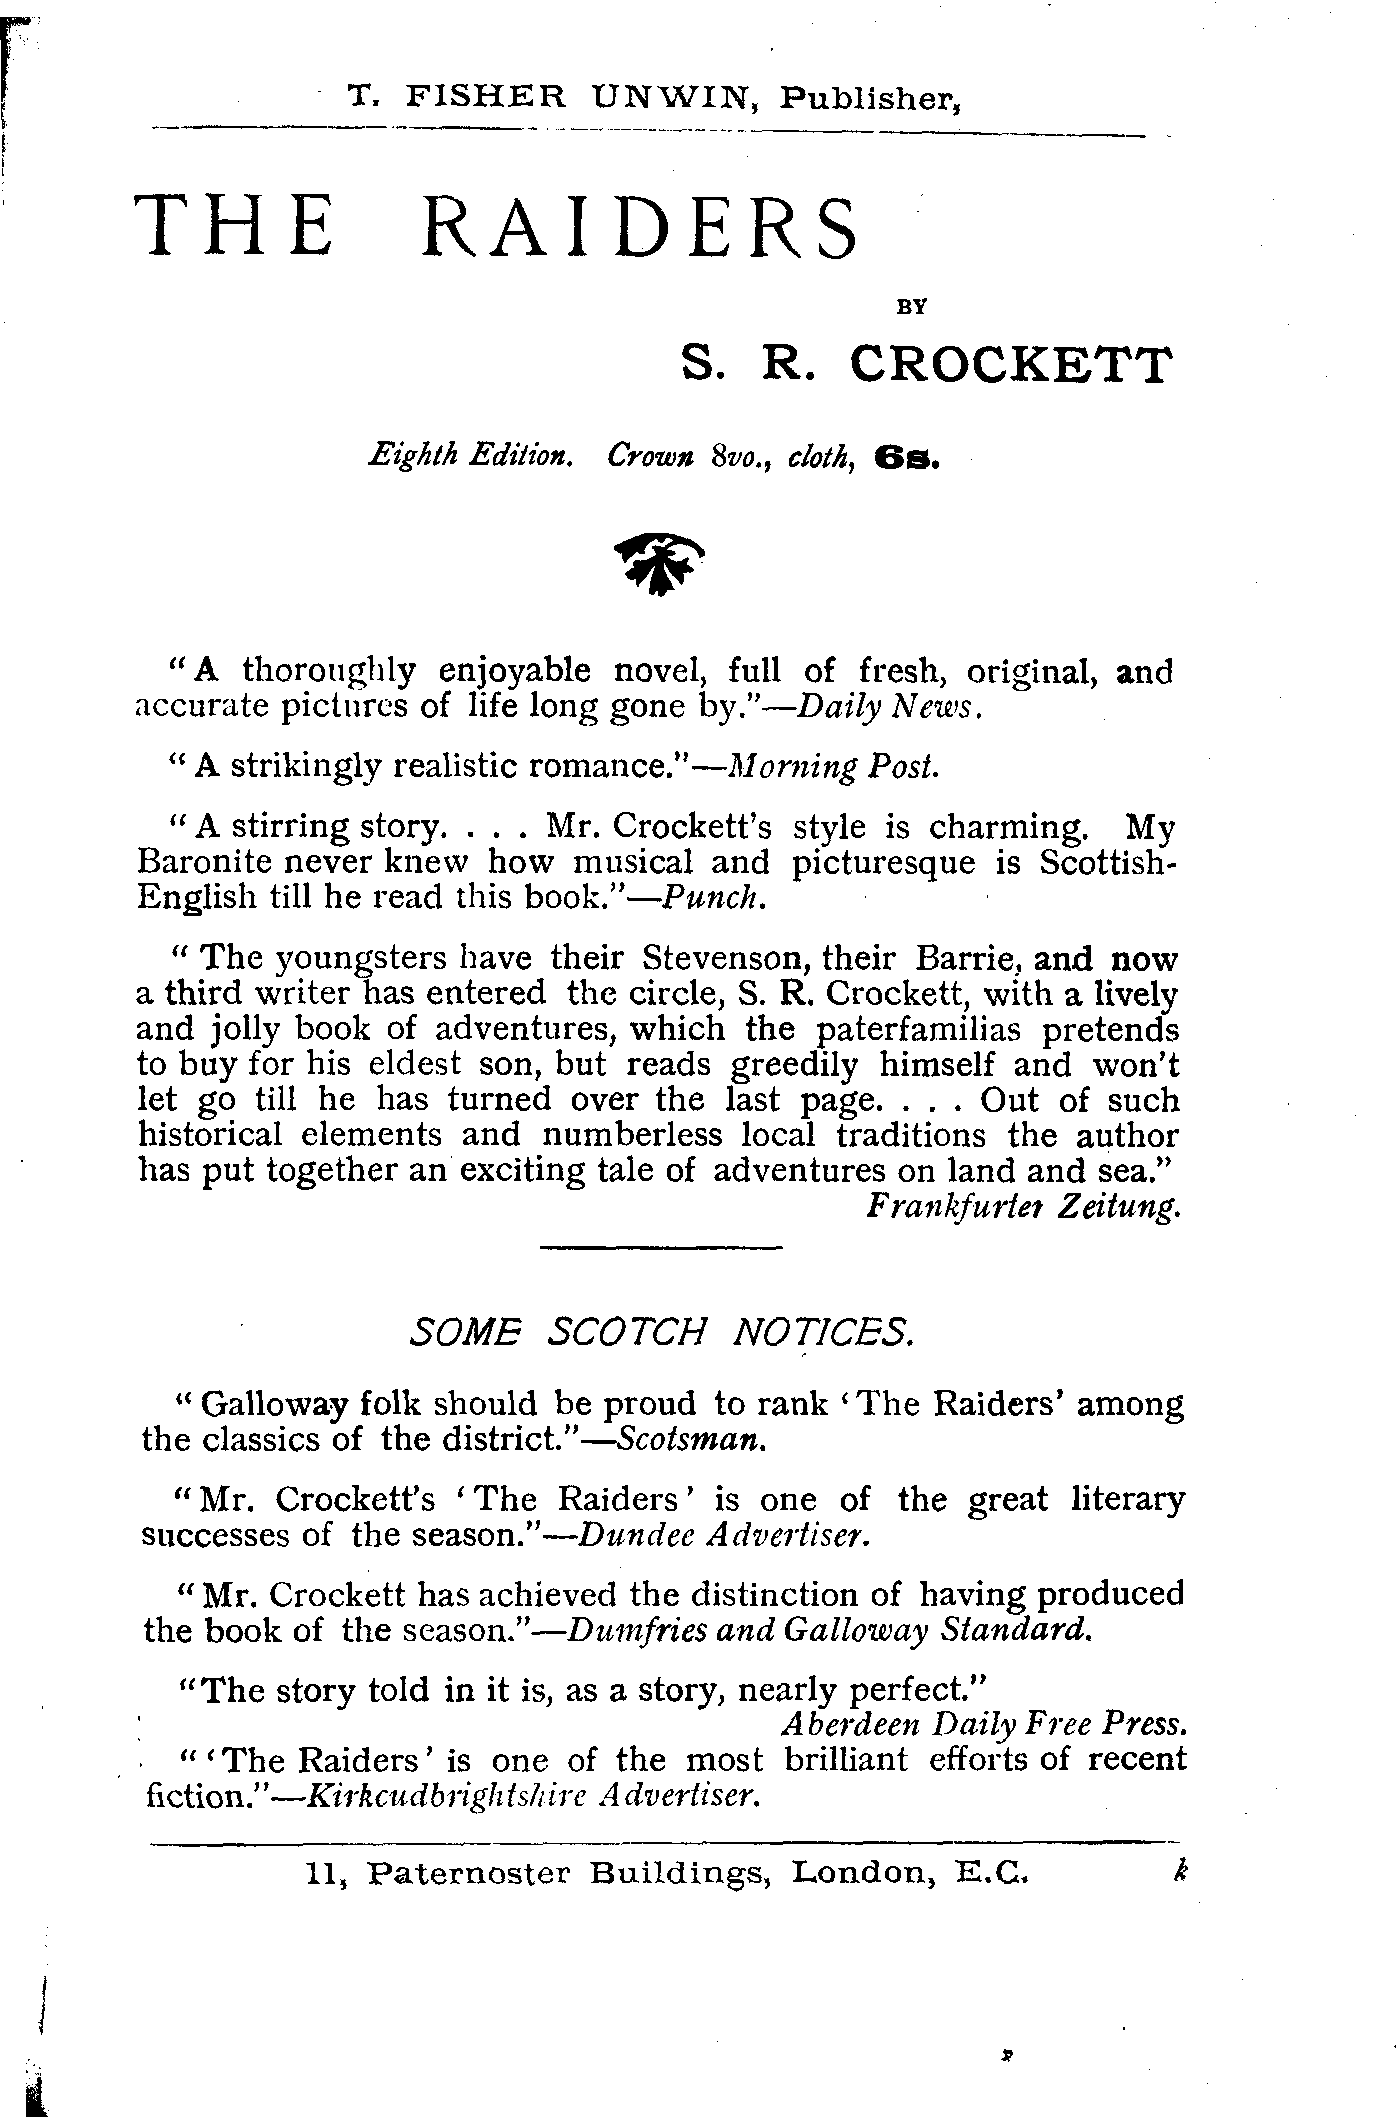 T. FISHER UNWIN, Publisher,
THE RAIDERS
BY
S. R. CROCKETT
Eighth Edition. Crown 8vo., cloth, 6s.
“A thoroughly enjoyable novel, full of fresh, original, and
accurate pictures of life long gone by.”—Daily News.
“A strikingly realistic romance.”—Morning Post.
“A stirring story. . . . Mr. Crockett’s style is charming. My
Baronite never knew how musical and picturesque is Scottish-
English till he read this book.”—Punch.
“The youngsters have their Stevenson, their Barrie, and now
a third writer has entered the circle, S. R. Crockett, with a lively
and jolly book of adventures, which the paterfamilias pretends
to buy for his eldest son, but reads greedily himself and won’t
let go till he has turned over the last page. . . . Out of such
historical elements and numberless local traditions the author
has put together an exciting tale of adventures on land and sea.”
Frankfurter Zeitung.
SOME SCOTCH NOTICES.
“Galloway folk should be proud to rank ‘The Raiders’ among
the classics of the district.”—Scotsman.
“Mr. Crockett’s ‘The Raiders’ is one of the great literary
successes of the season.”—Dundee Advertiser.
“Mr. Crockett has achieved the distinction of having produced
the book of the season.”—Dumfries and Galloway Standard.
“The story told in it is, as a story, nearly perfect.”
Aberdeen Daily Free Press.
“‘The Raiders’ is one of the most brilliant efforts of recent
fiction.”—Kirkcudbrightshire Advertiser.
11, Paternoster Buildings, London, E.C. k